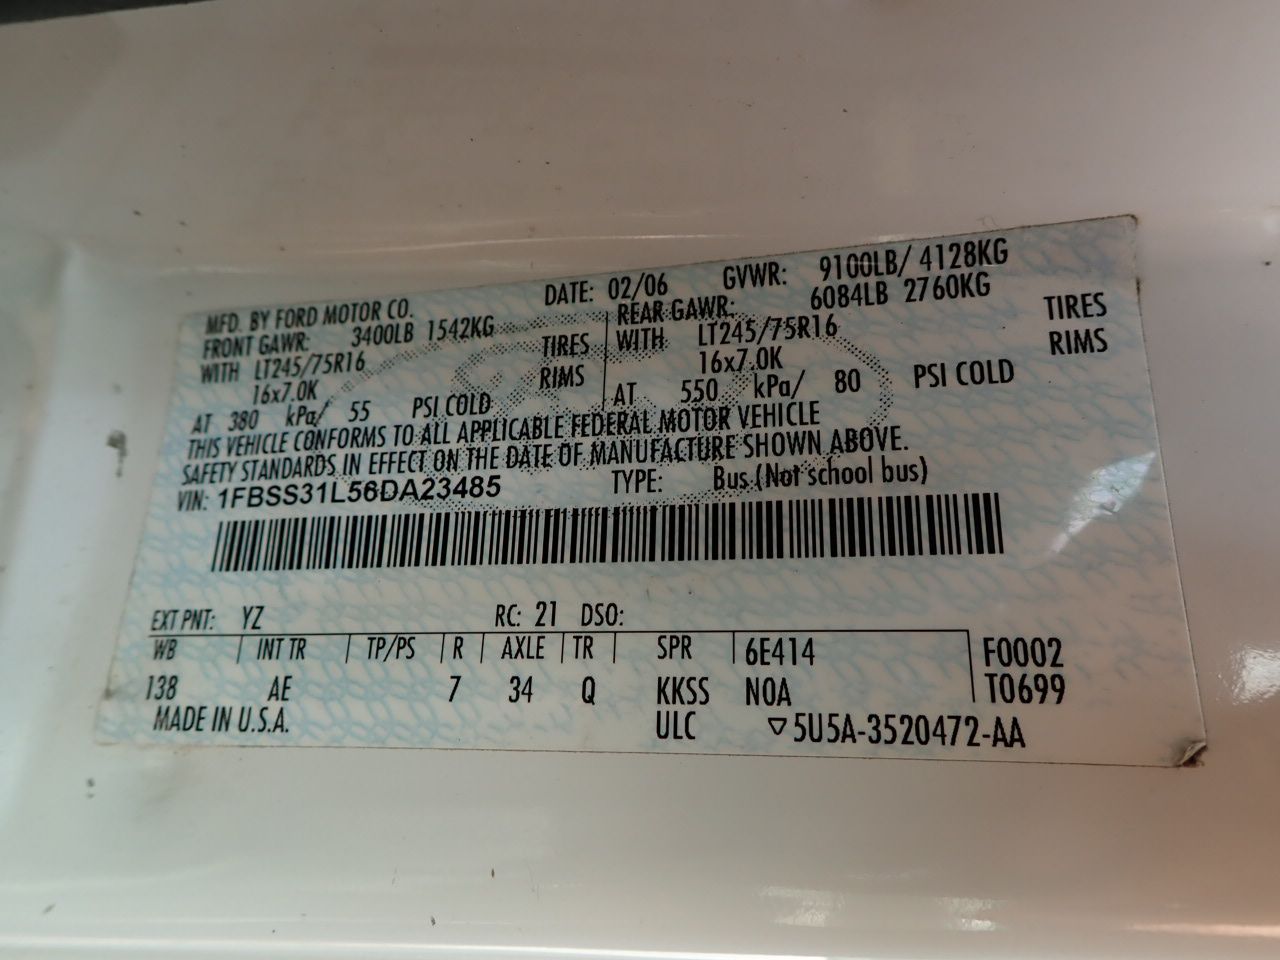 MFD. BY FORD MOTOR CO. DATE: 02/06 GVWR: 9100LB/ 4128KG
FRONT GAWR: 3400LB 1542KG REAR GAWR: 6084LB 2760KG
WITH LT245/75R16 TIRES WITH LT245/75R16 TIRES
16x7.0K RIMS 16x7.0K RIMS
AT 380 kPa/ 55 PSI COLD AT 550 kPa/ 80 PSI COLD
THIS VEHICLE CONFORMS TO ALL APPLICABLE FEDERAL MOTOR VEHICLE
SAFETY STANDARDS IN EFFECT ON THE DATE OF MANUFACTURE SHOWN ABOVE.
VIN: 1FBSS31L56DA23485 TYPE: Bus (Not school bus)
EXT PNT: YZ RC: 21 DSO:
WB INT TR TP/PS R AXLE TR SPR 6E414 F0002
138 AE 7 34 Q KKSS NOA T0699
MADE IN U.S.A. ULC ▽5U5A-3520472-AA